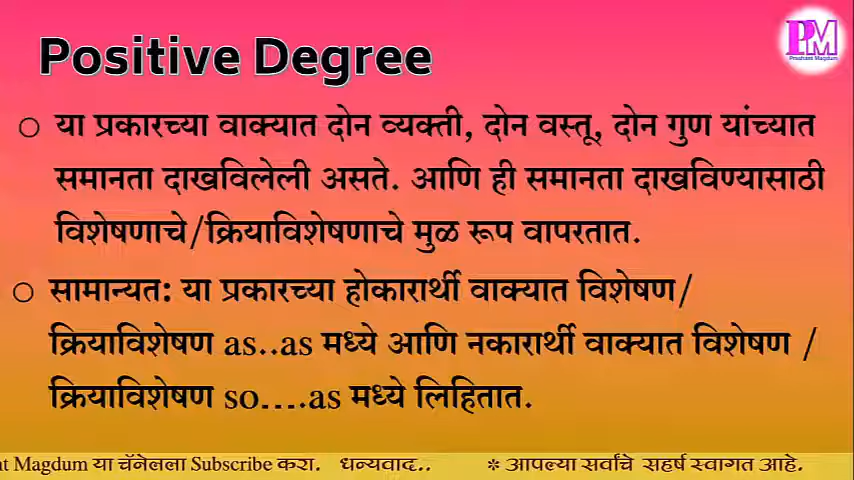 Positive Degree
PM
Prashant Magdum
○ या प्रकारच्या वाक्यात दोन व्यक्ती, दोन वस्तू, दोन गुण यांच्यात
समानता दाखविलेली असते. आणि ही समानता दाखविण्यासाठी
विशेषणाचे/क्रियाविशेषणाचे मुळ रूप वापरतात.
○ सामान्यत: या प्रकारच्या होकारार्थी वाक्यात विशेषण/
क्रियाविशेषण as..as मध्ये आणि नकारार्थी वाक्यात विशेषण /
क्रियाविशेषण so....as मध्ये लिहितात.
nt Magdum या चॅनेलला Subscribe करा. धन्यवाद.. * आपल्या सर्वांचे सहर्ष स्वागत आहे.